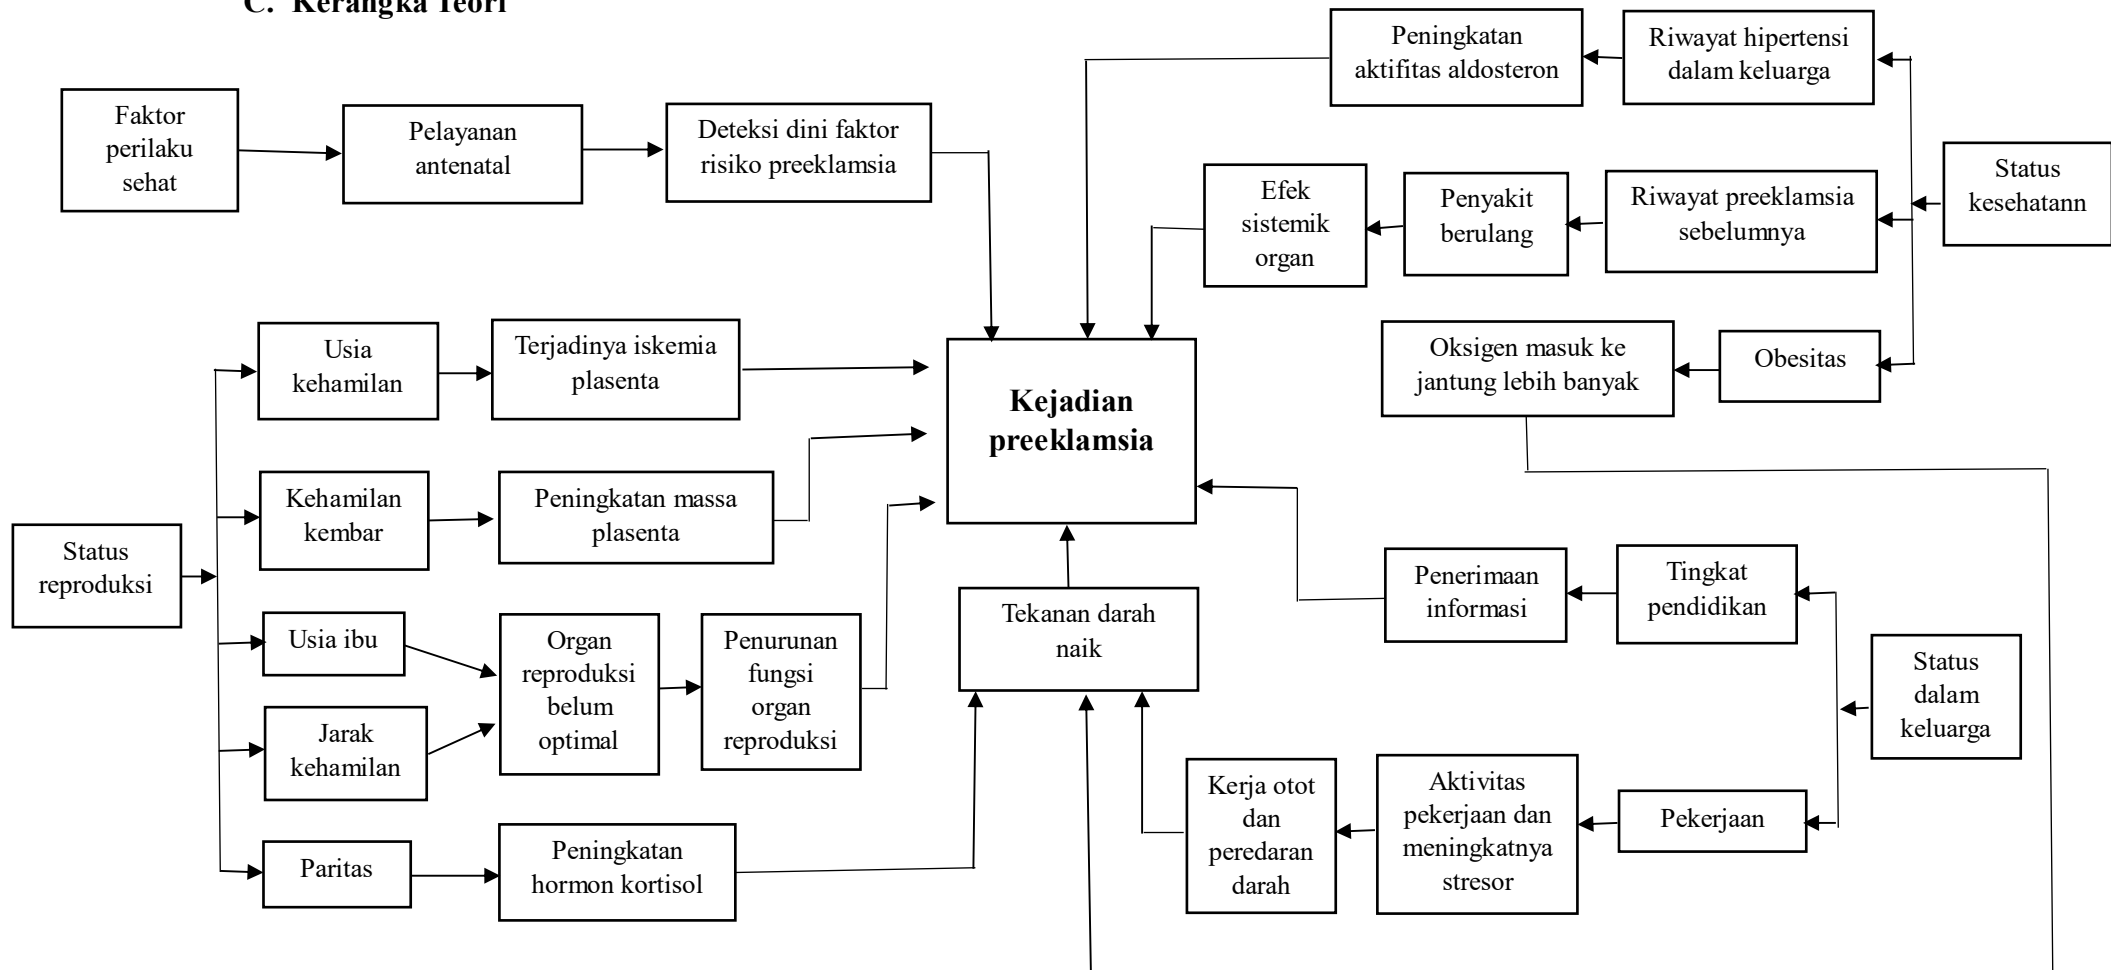 C. Kerangka Teori
Peningkatan
aktifitas aldosteron
Riwayat hipertensi
dalam keluarga
Faktor
perilaku
sehat
Pelayanan
antenatal
Deteksi dini faktor
risiko preeklamsia
Efek
sistemik
organ
Penyakit
berulang
Riwayat preeklamsia
sebelumnya
Status
kesehatann
Usia
kehamilan
Terjadinya iskemia
plasenta
Kejadian
preeklamsia
Oksigen masuk ke
jantung lebih banyak
Obesitas
Status
reproduksi
Kehamilan
kembar
Peningkatan massa
plasenta
Usia ibu
Jarak
kehamilan
Organ
reproduksi
belum
optimal
Penurunan
fungsi
organ
reproduksi
Tekanan darah
naik
Penerimaan
informasi
Tingkat
pendidikan
Status
dalam
keluarga
Paritas
Peningkatan
hormon kortisol
Kerja otot
dan
peredaran
darah
Aktivitas
pekerjaan dan
meningkatnya
stresor
Pekerjaan